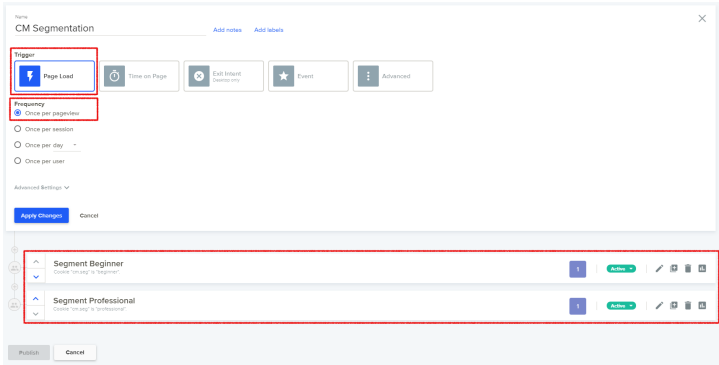 Name
CM Segmentation
Add notes Add labels
Trigger
Page Load
Time on Page
Exit Intent
Desktop only
Event
Advanced
Frequency
Once per pageview
Once per session
Once per day
Once per user
Advanced Settings
Apply Changes Cancel
Segment Beginner
Cookie "cm.seg" is "beginner".
1 Active
Segment Professional
Cookie "cm.seg" is "professional".
1 Active
Publish Cancel